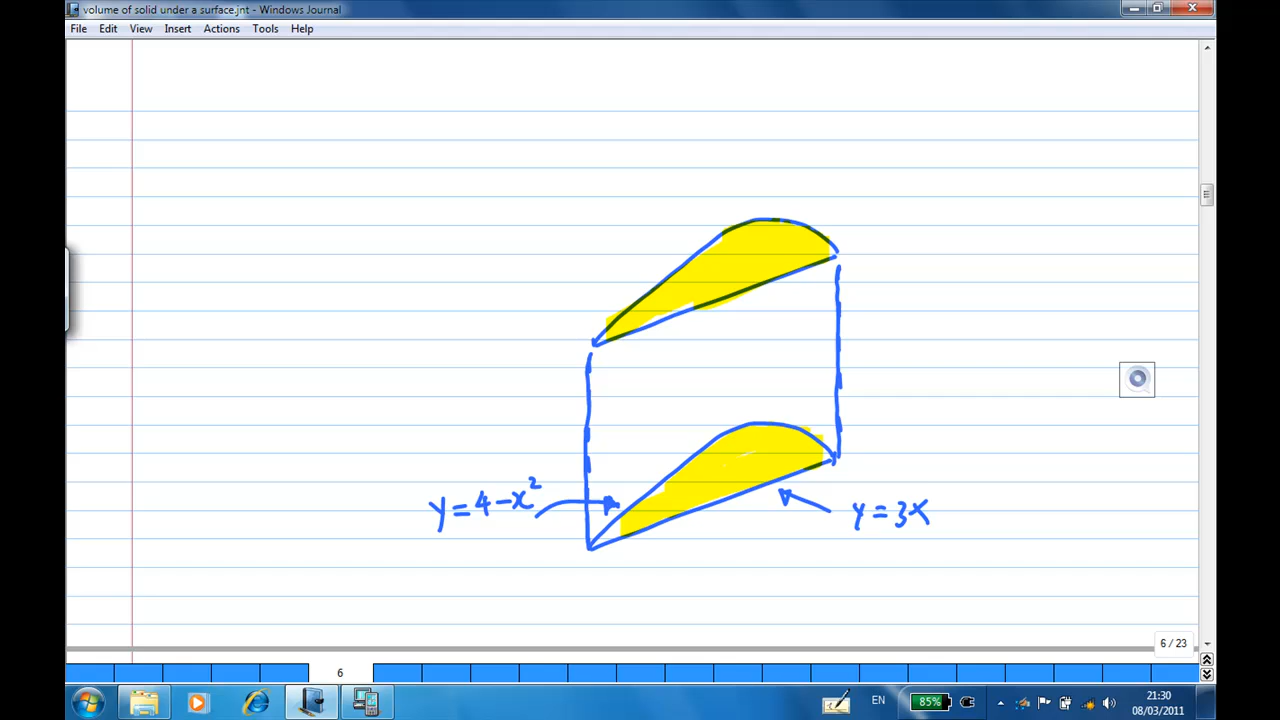 volume of solid under a surface.jnt - Windows Journal
File Edit View Insert Actions Tools Help
y = 4 - x²
y = 3x
6 / 23
6
EN
85%
21:30
08/03/2011